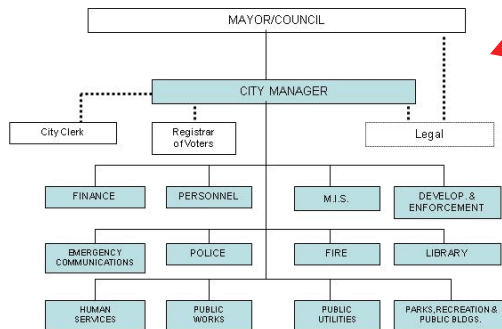 MAYOR/COUNCIL
CITY MANAGER
City Clerk
Registrar
of Voters
Legal
FINANCE
PERSONNEL
M.I.S.
DEVELOP. &
ENFORCEMENT
EMERGENCY
COMMUNICATIONS
POLICE
FIRE
LIBRARY
HUMAN
SERVICES
PUBLIC
WORKS
PUBLIC
UTILITIES
PARKS, RECREATION &
PUBLIC BLDGS.